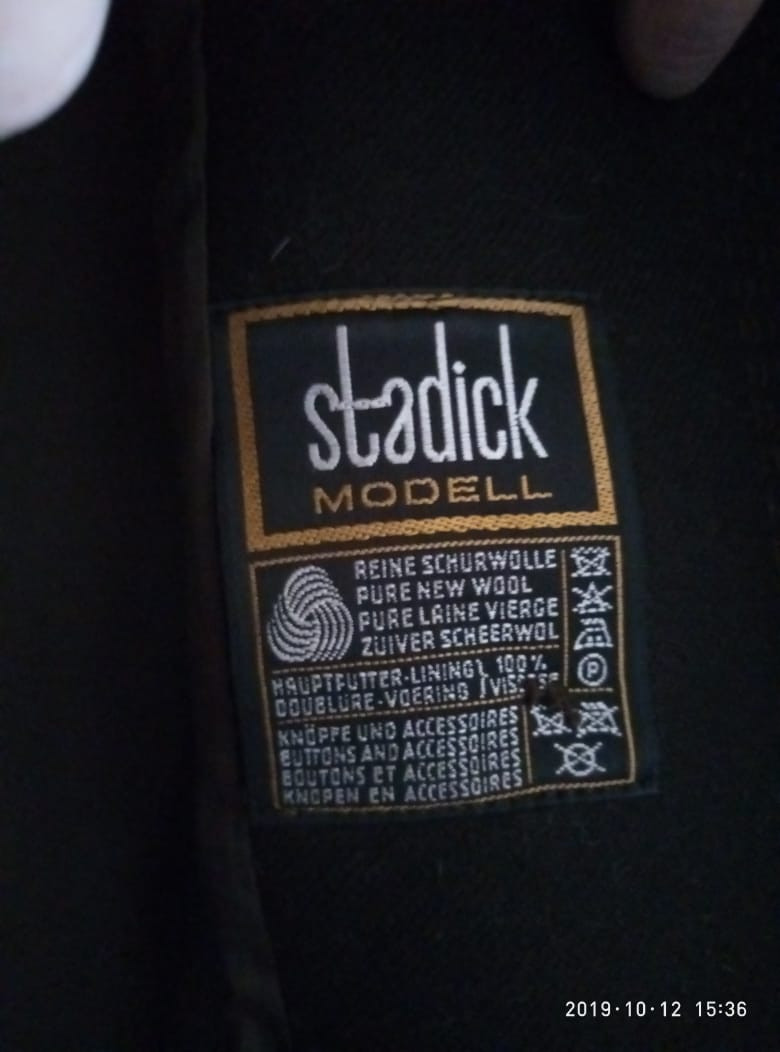 stadick
MODELL
REINE SCHURWOLLE
PURE NEW WOOL
PURE LAINE VIERGE
ZUIVER SCHEERWOL
HAUPTFUTTER-LINING } 100%
DOUBLURE-VOERING }
P
KNÖPFE UND ACCESSOIRES
BUTTONS AND ACCESSOIRES
BOUTONS ET ACCESSOIRES
KNOPEN EN ACCESSOIRES
2019·10·12 15:36